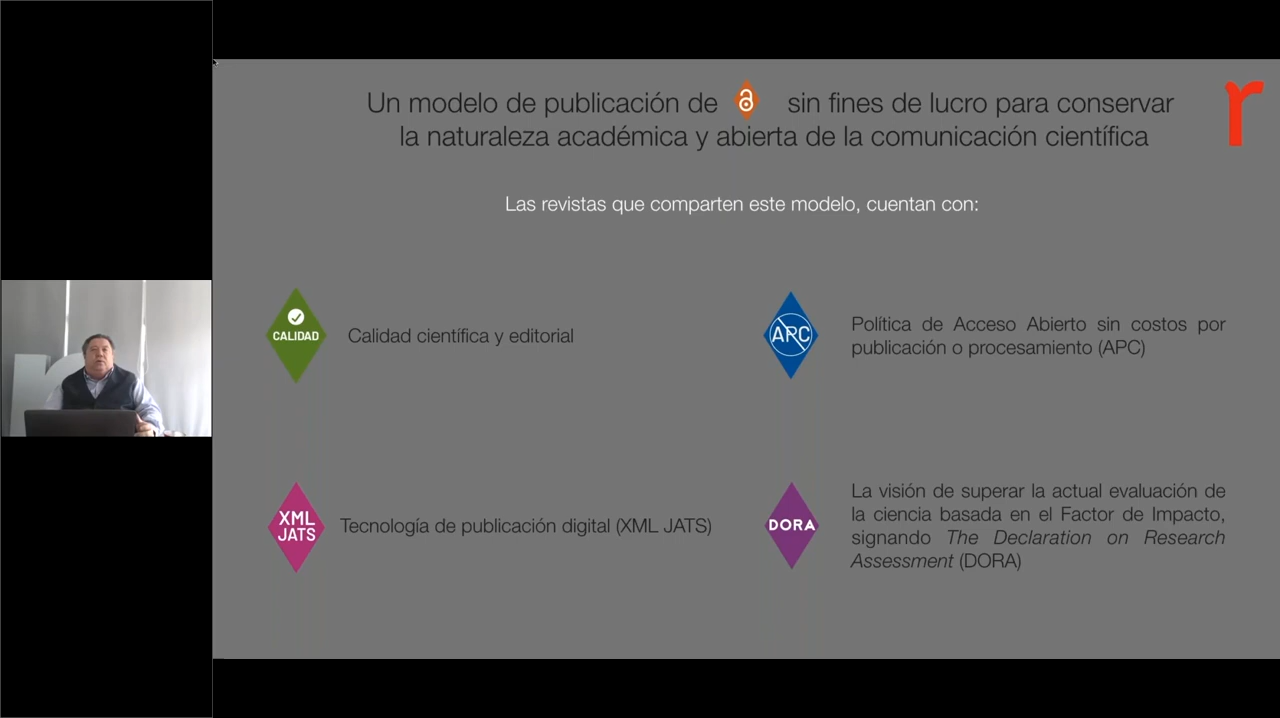 Un modelo de publicación de sin fines de lucro para conservar
la naturaleza académica y abierta de la comunicación científica
r
Las revistas que comparten este modelo, cuentan con:
CALIDAD
Calidad científica y editorial
APC
Política de Acceso Abierto sin costos por
publicación o procesamiento (APC)
XML
JATS
Tecnología de publicación digital (XML JATS)
DORA
La visión de superar la actual evaluación de
la ciencia basada en el Factor de Impacto,
signando The Declaration on Research
Assessment (DORA)